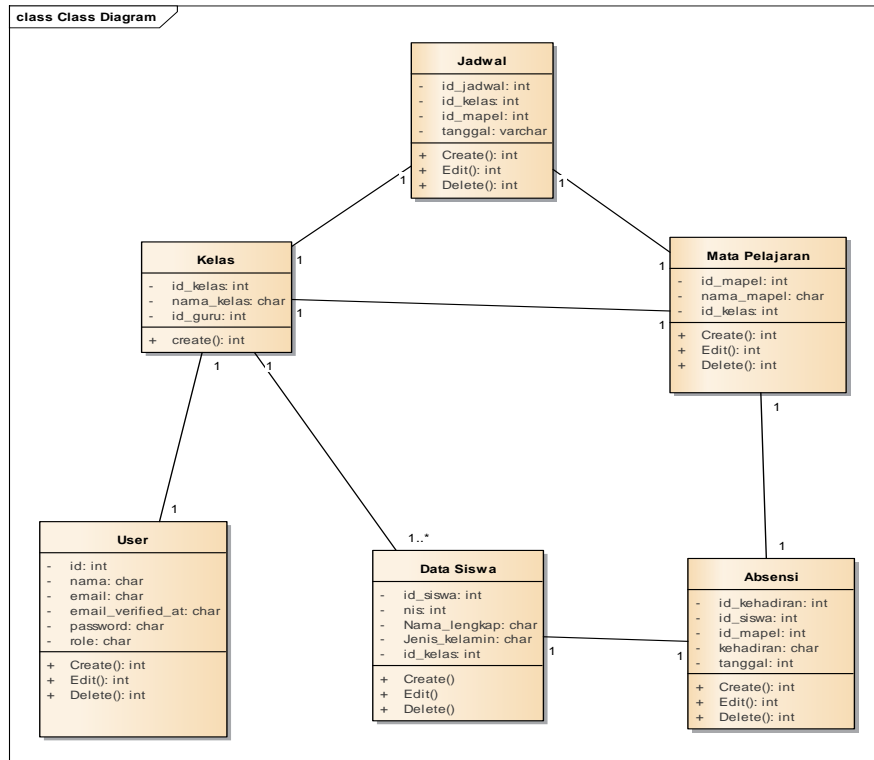 class Class Diagram
Jadwal
- id_jadwal: int
- id_kelas: int
- id_mapel: int
- tanggal: varchar
+ Create(): int
+ Edit(): int
+ Delete(): int
1
1
1
1
Kelas
- id_kelas: int
- nama_kelas: char
- id_guru: int
+ create(): int
Mata Pelajaran
- id_mapel: int
- nama_mapel: char
- id_kelas: int
+ Create(): int
+ Edit(): int
+ Delete(): int
1
1
1
1
1
1
1..*
1
User
- id: int
- nama: char
- email: char
- email_verified_at: char
- password: char
- role: char
+ Create(): int
+ Edit(): int
+ Delete(): int
Data Siswa
- id_siswa: int
- nis: int
- Nama_lengkap: char
- Jenis_kelamin: char
- id_kelas: int
+ Create()
+ Edit()
+ Delete()
1
1
Absensi
- id_kehadiran: int
- id_siswa: int
- id_mapel: int
- kehadiran: char
- tanggal: int
+ Create(): int
+ Edit(): int
+ Delete(): int